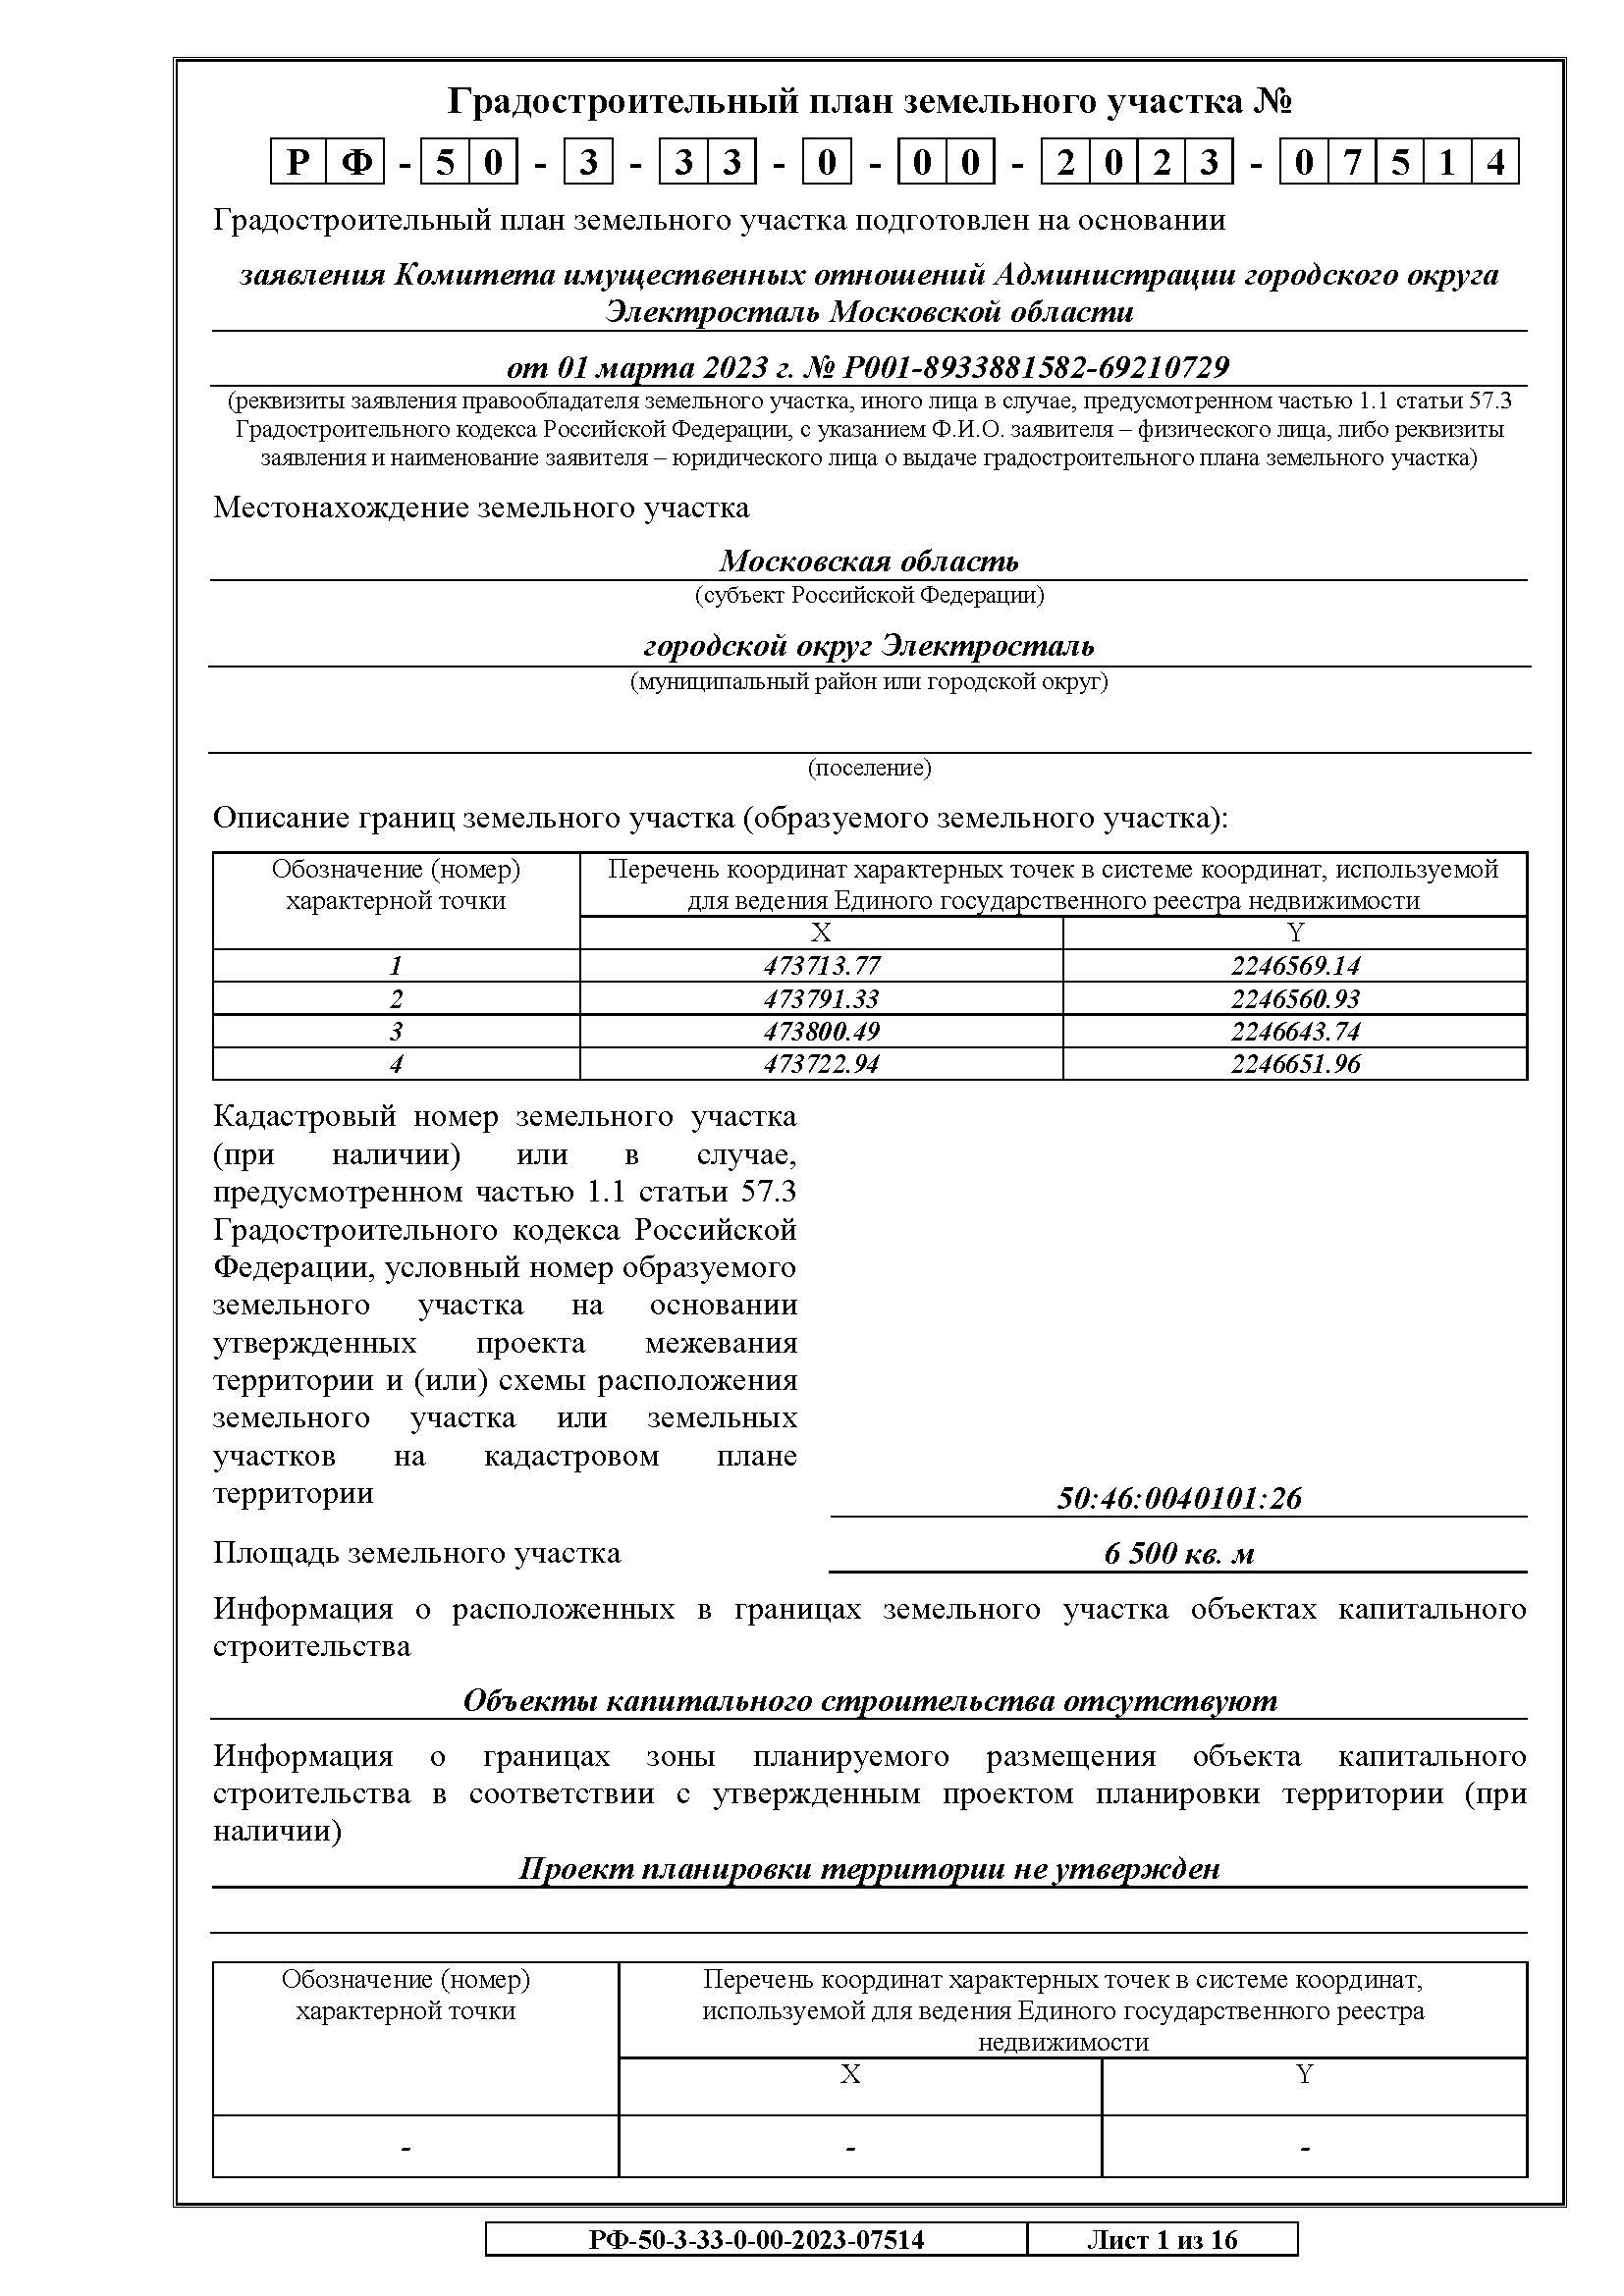 Градостроительный план земельного участка №
Р Ф - 5 0 - 3 - 3 3 - 0 - 0 0 - 2 0 2 3 - 0 7 5 1 4
Градостроительный план земельного участка подготовлен на основании
заявления Комитета имущественных отношений Администрации городского округа
Электросталь Московской области
от 01 марта 2023 г. № P001-8933881582-69210729
(реквизиты заявления правообладателя земельного участка, иного лица в случае, предусмотренном частью 1.1 статьи 57.3
Градостроительного кодекса Российской Федерации, с указанием Ф.И.О. заявителя – физического лица, либо реквизиты
заявления и наименование заявителя – юридического лица о выдаче градостроительного плана земельного участка)
Местонахождение земельного участка
Московская область
(субъект Российской Федерации)
городской округ Электросталь
(муниципальный район или городской округ)
(поселение)
Описание границ земельного участка (образуемого земельного участка):
Обозначение (номер)
характерной точки
Перечень координат характерных точек в системе координат, используемой
для ведения Единого государственного реестра недвижимости
X Y
1 473713.77 2246569.14
2 473791.33 2246560.93
3 473800.49 2246643.74
4 473722.94 2246651.96
Кадастровый номер земельного участка
(при наличии) или в случае,
предусмотренном частью 1.1 статьи 57.3
Градостроительного кодекса Российской
Федерации, условный номер образуемого
земельного участка на основании
утвержденных проекта межевания
территории и (или) схемы расположения
земельного участка или земельных
участков на кадастровом плане
территории 50:46:0040101:26
Площадь земельного участка 6 500 кв. м
Информация о расположенных в границах земельного участка объектах капитального
строительства
Объекты капитального строительства отсутствуют
Информация о границах зоны планируемого размещения объекта капитального
строительства в соответствии с утвержденным проектом планировки территории (при
наличии)
Проект планировки территории не утвержден
Обозначение (номер)
характерной точки
Перечень координат характерных точек в системе координат,
используемой для ведения Единого государственного реестра
недвижимости
X Y
- - -
РФ-50-3-33-0-00-2023-07514 Лист 1 из 16